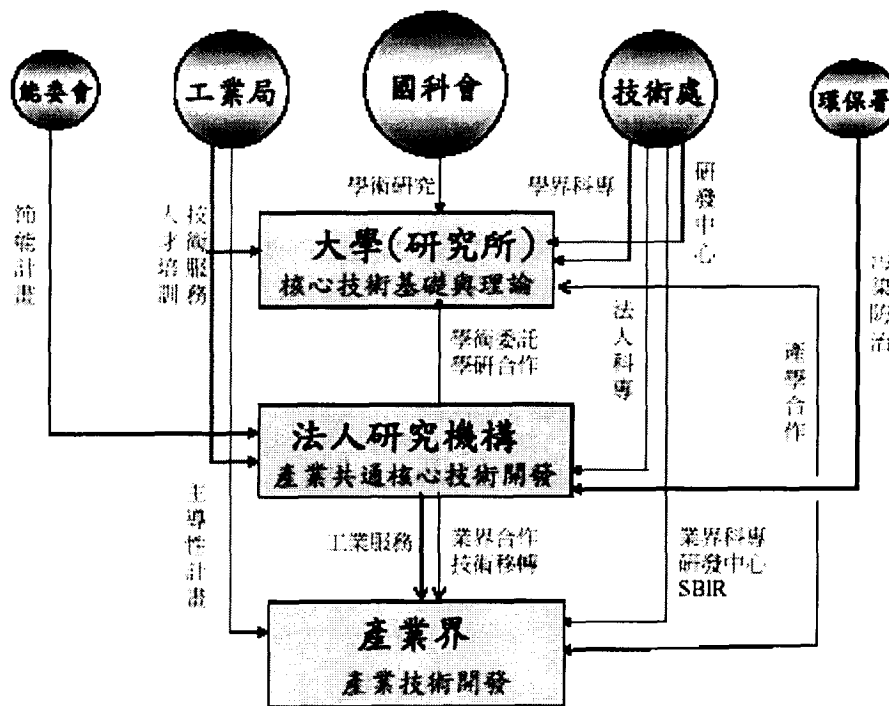 能委會
工業局
國科會
技術處
環保署
學術研究
學界科專
研發中心
節能計畫
人才培訓
技術服務
大學(研究所)
核心技術基礎與理論
污染防治
法人科專
產學合作
學術委託
學研合作
法人研究機構
產業共通核心技術開發
主導性計畫
工業服務
業界合作
技術移轉
業界科專
研發中心
SBIR
產業界
產業技術開發